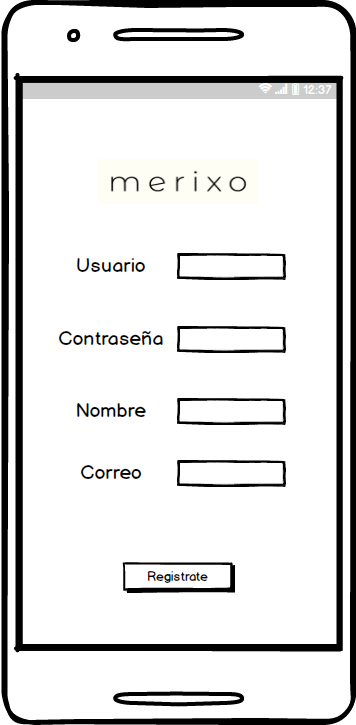 12:37
merixo
Usuario
Contraseña
Nombre
Correo
Registrate